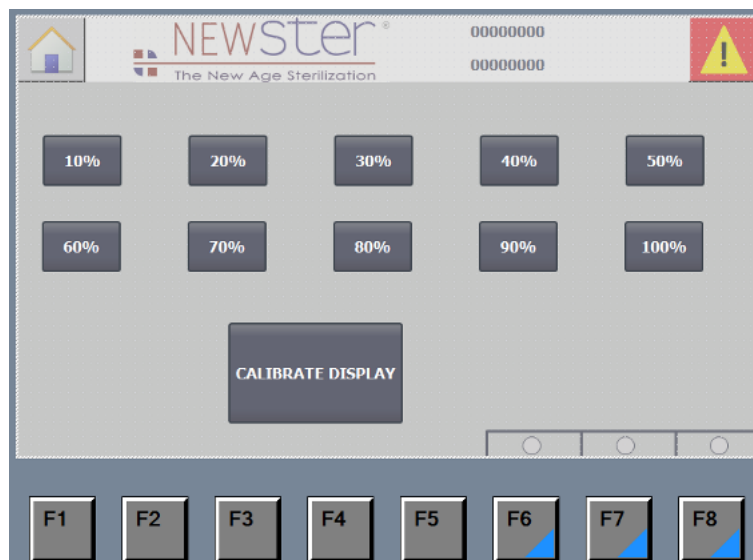 NEWSter®
00000000
The New Age Sterilization
00000000
10% 20% 30% 40% 50%
60% 70% 80% 90% 100%
CALIBRATE DISPLAY
F1 F2 F3 F4 F5 F6 F7 F8